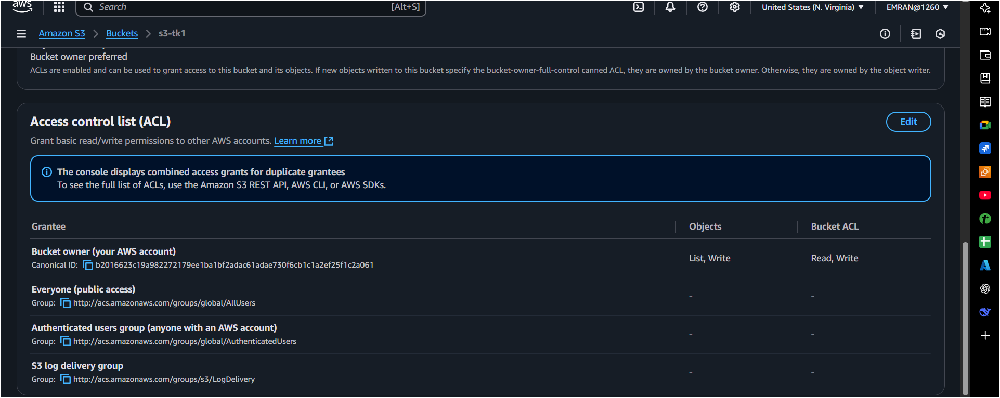 aws
Search
[Alt+S]
United States (N. Virginia)
EMRAN@1260
Amazon S3
Buckets
s3-tk1
Bucket owner preferred
ACLs are enabled and can be used to grant access to this bucket and its objects. If new objects written to this bucket specify the bucket-owner-full-control canned ACL, they are owned by the bucket owner. Otherwise, they are owned by the object writer.
Access control list (ACL)
Edit
Grant basic read/write permissions to other AWS accounts. Learn more
The console displays combined access grants for duplicate grantees
To see the full list of ACLs, use the Amazon S3 REST API, AWS CLI, or AWS SDKs.
Grantee
Objects
Bucket ACL
Bucket owner (your AWS account)
Canonical ID: b2016623c19a982272179ee1ba1bf2adac61adae730f6cb1c1a2ef25f1c2a061
List, Write
Read, Write
Everyone (public access)
Group: http://acs.amazonaws.com/groups/global/AllUsers
-
-
Authenticated users group (anyone with an AWS account)
Group: http://acs.amazonaws.com/groups/global/AuthenticatedUsers
-
-
S3 log delivery group
Group: http://acs.amazonaws.com/groups/s3/LogDelivery
-
-